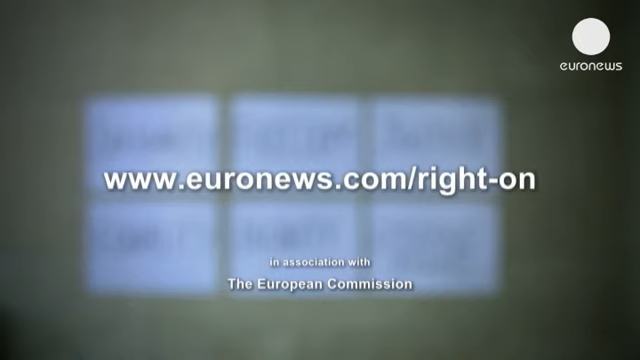 euronews
www.euronews.com/right-on
in association with
The European Commission